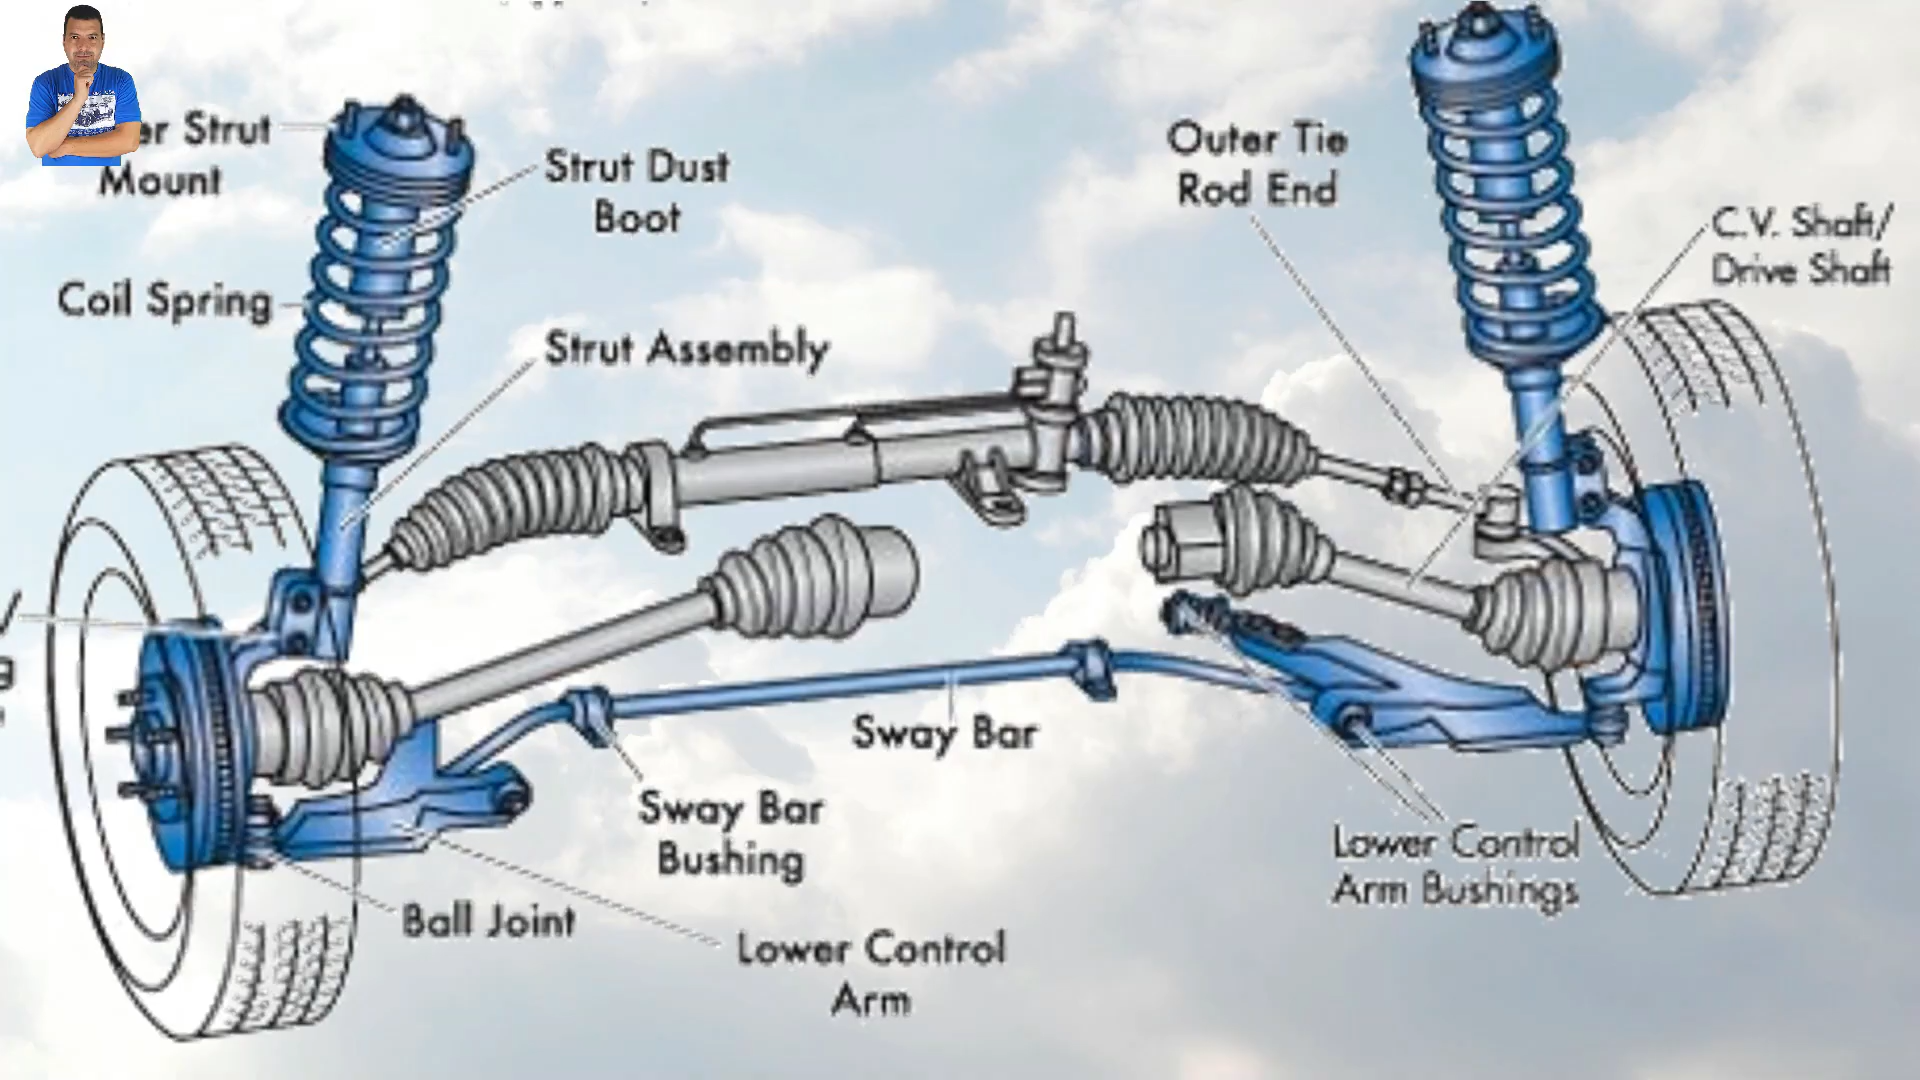 er Strut
Mount
Strut Dust
Boot
Coil Spring
Strut Assembly
Outer Tie
Rod End
C.V. Shaft/
Drive Shaft
Sway Bar
Sway Bar
Bushing
Ball Joint
Lower Control
Arm
Lower Control
Arm Bushings